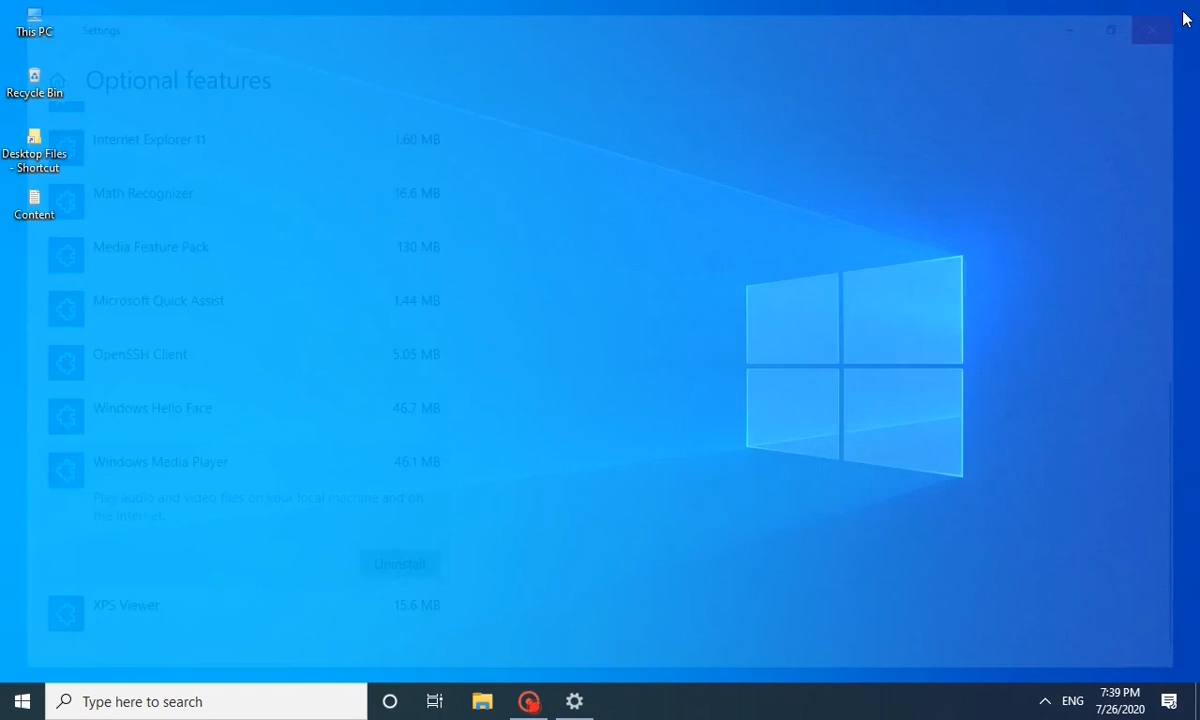 This PC
Recycle Bin
Desktop Files
- Shortcut
Content
Settings
Optional features
Internet Explorer 11 1.60 MB
Math Recognizer 16.6 MB
Media Feature Pack 130 MB
Microsoft Quick Assist 1.44 MB
OpenSSH Client 5.05 MB
Windows Hello Face 46.7 MB
Windows Media Player 46.1 MB
Play audio and video files on your local machine and on
the Internet.
Uninstall
XPS Viewer 15.6 MB
Type here to search
ENG
7:39 PM
7/26/2020